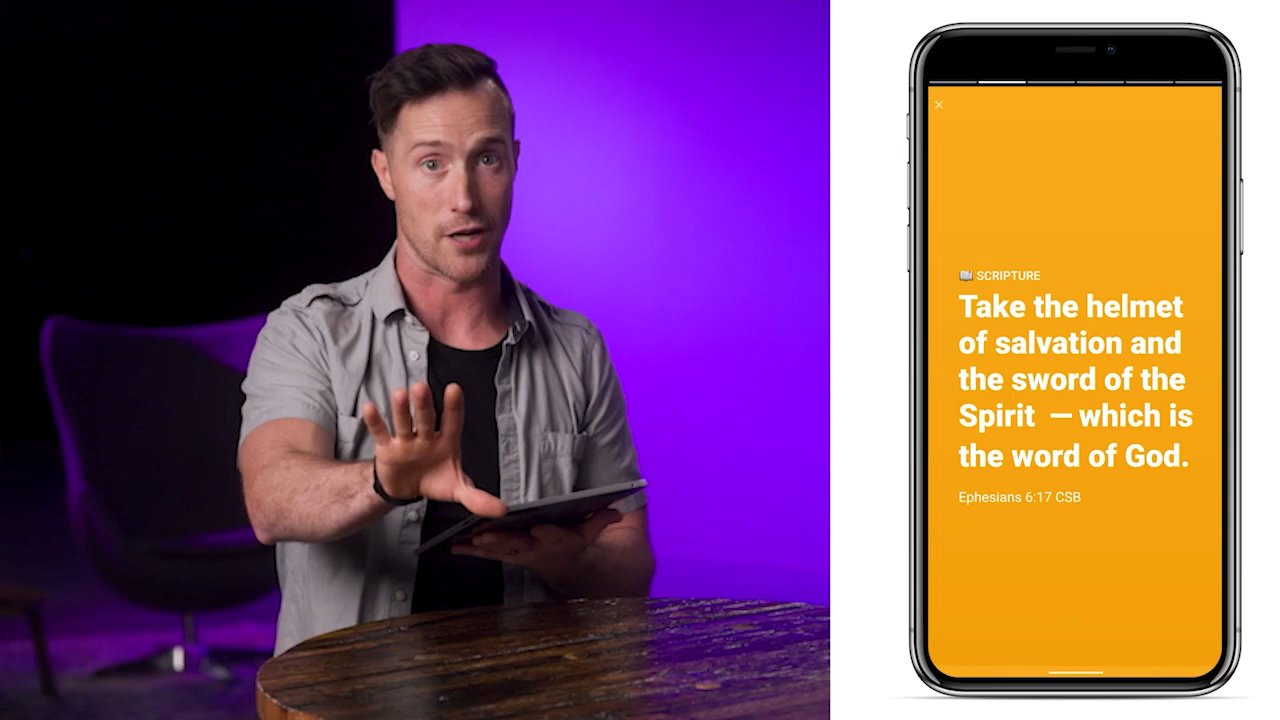 📖 SCRIPTURE
Take the helmet
of salvation and
the sword of the
Spirit — which is
the word of God.
Ephesians 6:17 CSB